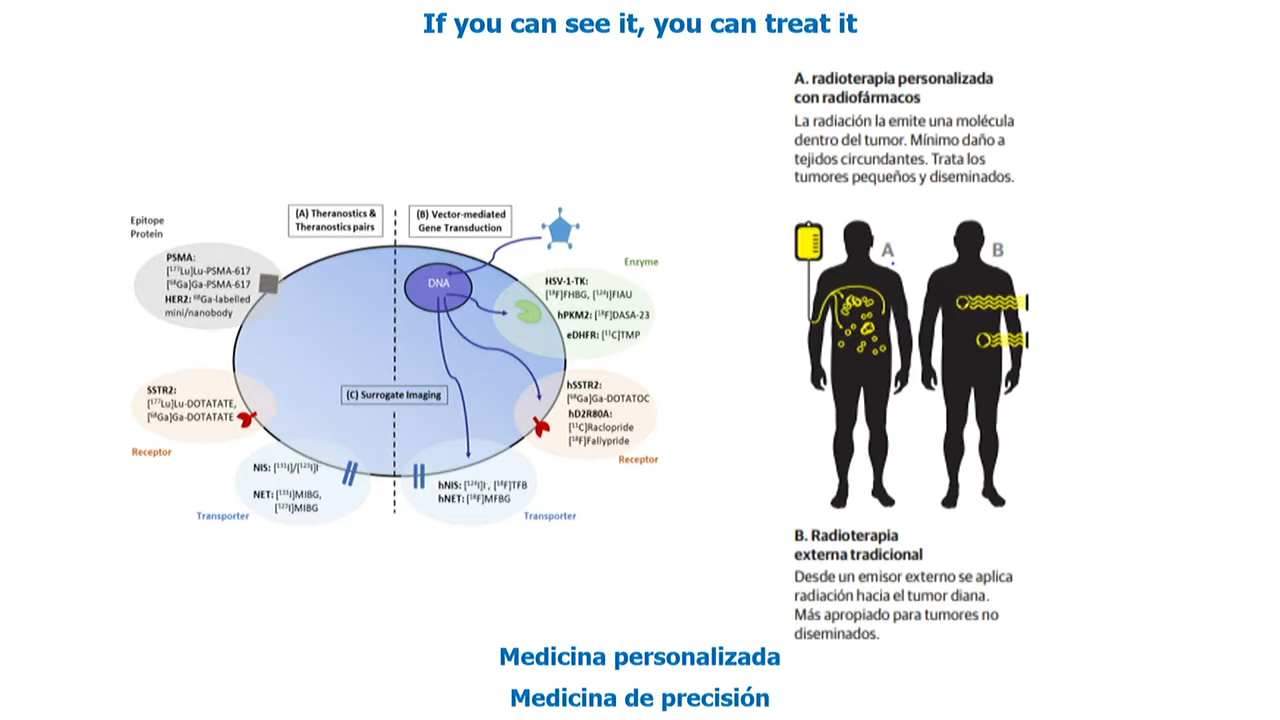 If you can see it, you can treat it
A. radioterapia personalizada
con radiofármacos
La radiación la emite una molécula
dentro del tumor. Mínimo daño a
tejidos circundantes. Trata los
tumores pequeños y diseminados.
A
B
B. Radioterapia
externa tradicional
Desde un emisor externo se aplica
radiación hacia el tumor diana.
Más apropiado para tumores no
diseminados.
(A) Theranostics &
Theranostics pairs
(B) Vector-mediated
Gene Transduction
Epitope
Protein
PSMA:
[¹⁷⁷Lu]Lu-PSMA-617
[⁶⁸Ga]Ga-PSMA-617
HER2: ⁶⁸Ga-labelled
mini/nanobody
DNA
Enzyme
HSV-1-TK:
[¹⁸F]FHBG, [¹²⁴I]FIAU
hPKM2: [¹⁸F]DASA-23
eDHFR: [¹¹C]TMP
(C) Surrogate Imaging
SSTR2:
[¹⁷⁷Lu]Lu-DOTATATE,
[⁶⁸Ga]Ga-DOTATATE
Receptor
hSSTR2:
[⁶⁸Ga]Ga-DOTATOC
hD2R80A:
[¹¹C]Raclopride
[¹⁸F]Fallypride
Receptor
NIS: [¹³¹I]/[¹²³I]I⁻
NET: [¹³¹I]MIBG,
[¹²³I]MIBG
Transporter
hNIS: [¹²⁴I]I⁻, [¹⁸F]TFB
hNET: [¹⁸F]MFBG
Transporter
Medicina personalizada
Medicina de precisión